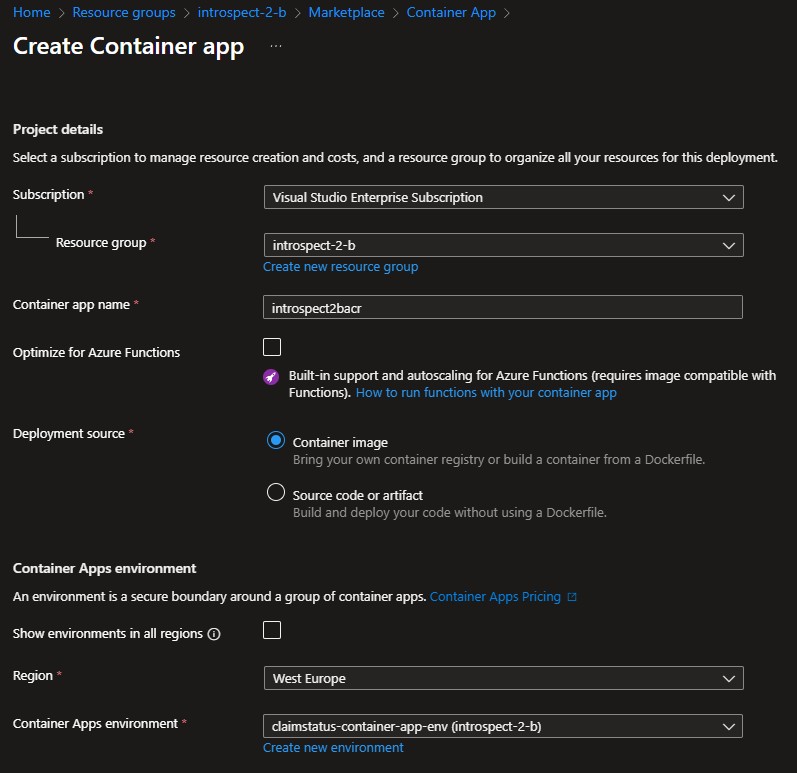 Home > Resource groups > introspect-2-b > Marketplace > Container App >
Create Container app ...
Project details
Select a subscription to manage resource creation and costs, and a resource group to organize all your resources for this deployment.
Subscription *
Visual Studio Enterprise Subscription
Resource group *
introspect-2-b
Create new resource group
Container app name *
introspect2bacr
Optimize for Azure Functions
Built-in support and autoscaling for Azure Functions (requires image compatible with
Functions). How to run functions with your container app
Deployment source *
Container image
Bring your own container registry or build a container from a Dockerfile.
Source code or artifact
Build and deploy your code without using a Dockerfile.
Container Apps environment
An environment is a secure boundary around a group of container apps. Container Apps Pricing
Show environments in all regions
Region *
West Europe
Container Apps environment *
claimstatus-container-app-env (introspect-2-b)
Create new environment